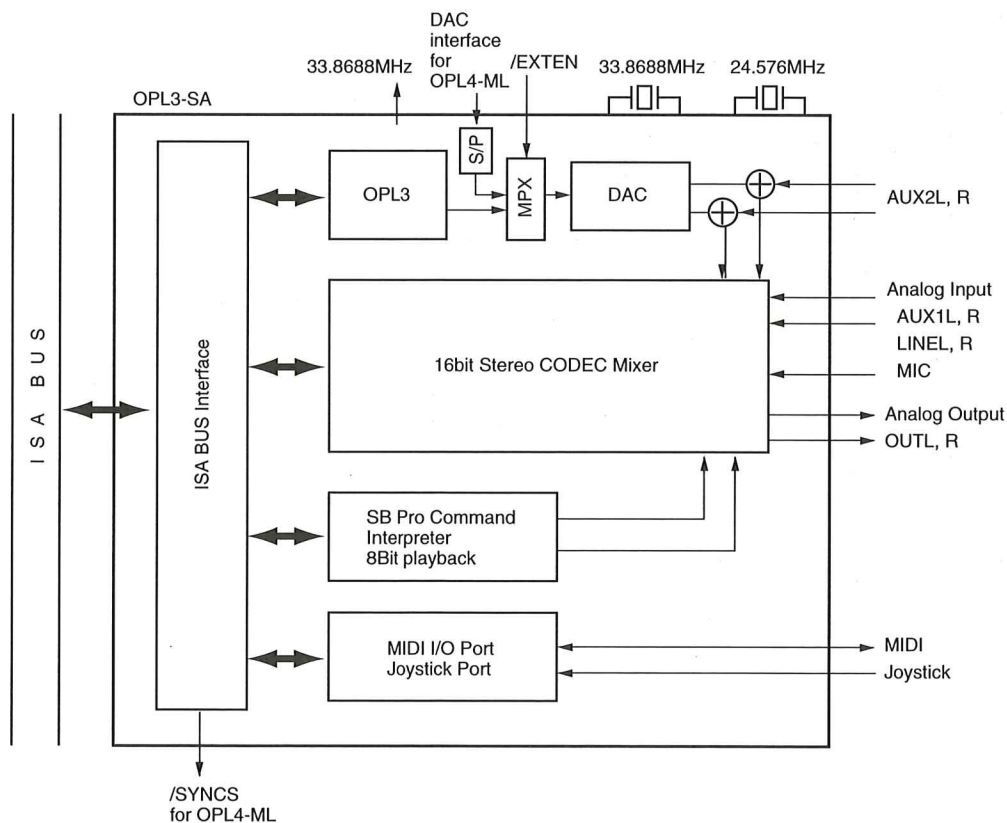 DAC
interface
for
OPL4-ML
/EXTEN
33.8688MHz
33.8688MHz
24.576MHz
OPL3-SA
S/P
OPL3
MPX
DAC
AUX2L, R
ISA BUS
ISA BUS Interface
16bit Stereo CODEC Mixer
Analog Input
AUX1L, R
LINEL, R
MIC
Analog Output
OUTL, R
SB Pro Command
Interpreter
8Bit playback
MIDI I/O Port
Joystick Port
MIDI
Joystick
/SYNCS
for OPL4-ML